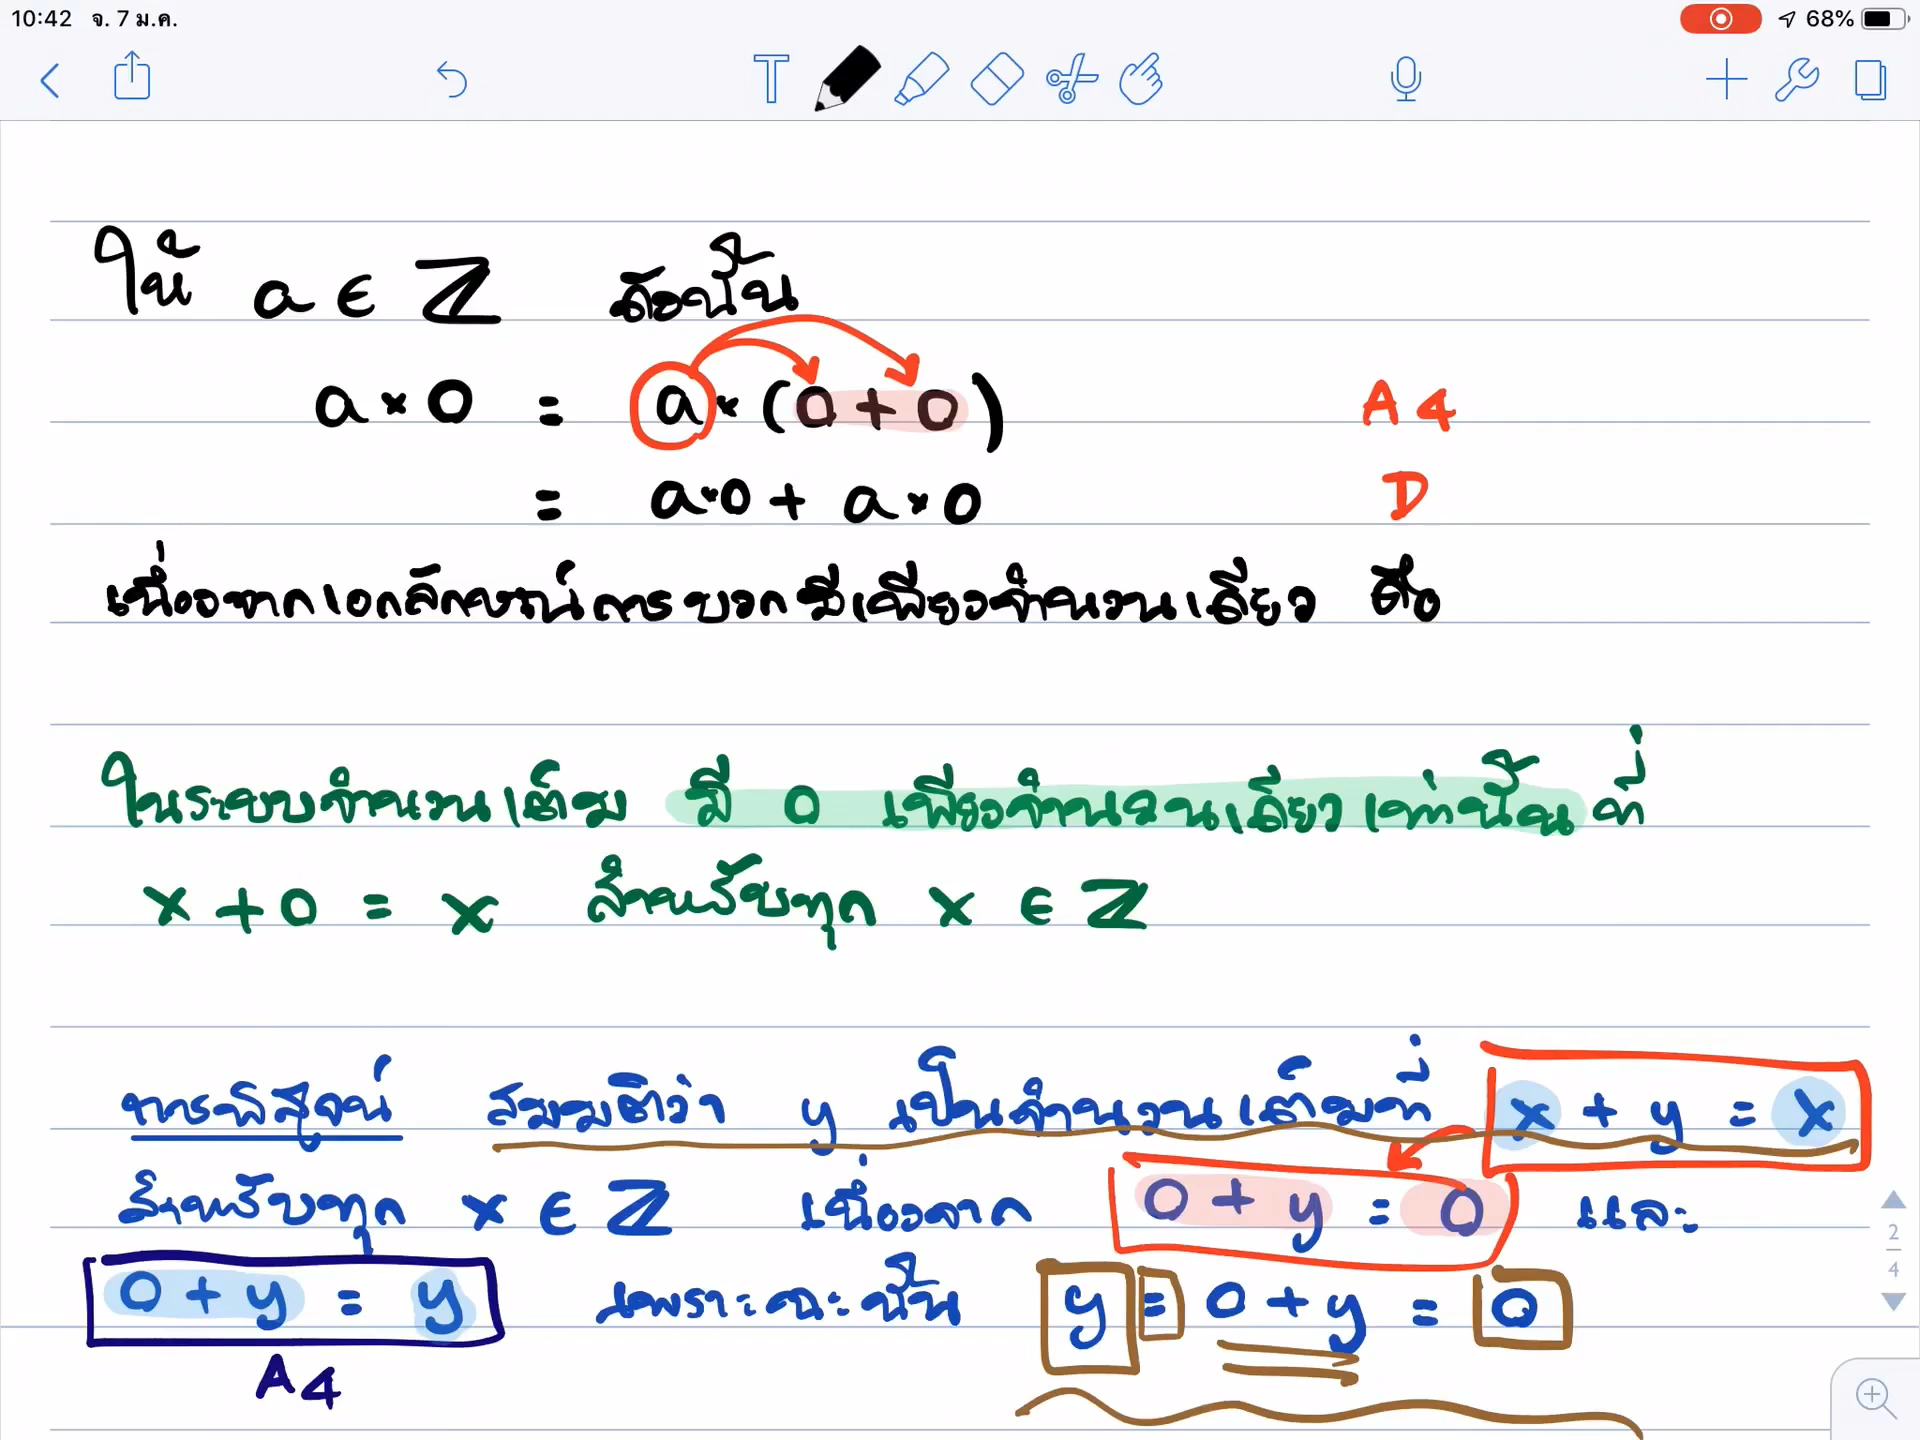 10:42 จ. 7 ม.ค. 68%
T
ให้ a ∈ ℤ ดังนั้น
a × 0 = a × (0 + 0) A4
= a×0 + a × 0 D
เนื่องจากเอกลักษณ์การบวกมีเพียงจำนวนเดียว คือ
ในระบบจำนวนเต็ม มี 0 เพียงจำนวนเดียวเท่านั้น ที่
x + 0 = x สำหรับทุก x ∈ ℤ
การพิสูจน์ สมมติว่า y เป็นจำนวนเต็มที่ x + y = x
สำหรับทุก x ∈ ℤ เนื่องจาก 0 + y = 0 และ
0 + y = y เพราะฉะนั้น y = 0 + y = 0
A4
2
4